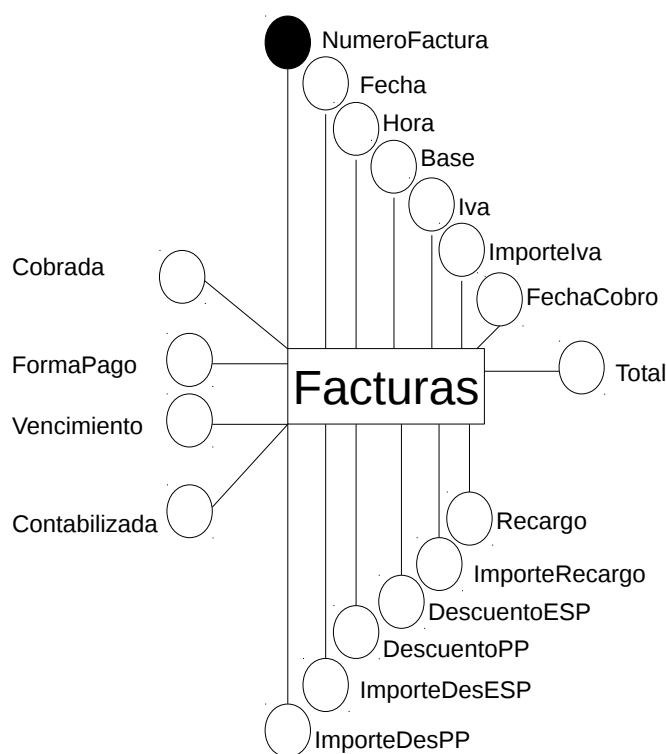 NumeroFactura
Fecha
Hora
Base
Iva
ImporteIva
FechaCobro
Cobrada
FormaPago
Facturas
Total
Vencimiento
Contabilizada
Recargo
ImporteRecargo
DescuentoESP
DescuentoPP
ImporteDesESP
ImporteDesPP